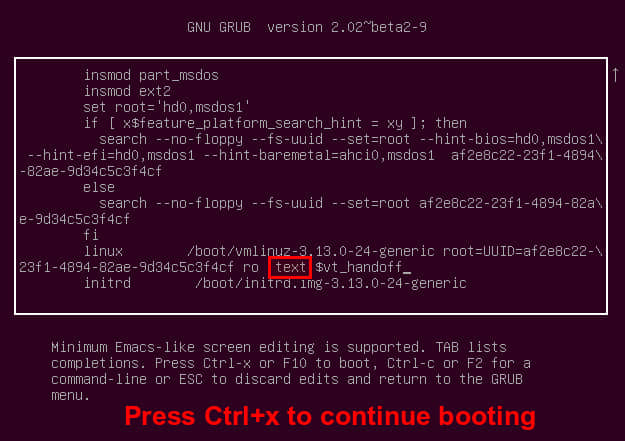 GNU GRUB  version 2.02~beta2-9
insmod part_msdos
insmod ext2
set root='hd0,msdos1'
if [ x$feature_platform_search_hint = xy ]; then
search --no-floppy --fs-uuid --set=root --hint-bios=hd0,msdos1\
--hint-efi=hd0,msdos1 --hint-baremetal=ahci0,msdos1  af2e8c22-23f1-4894\
-82ae-9d34c5c3f4cf
else
search --no-floppy --fs-uuid --set=root af2e8c22-23f1-4894-82a\
e-9d34c5c3f4cf
fi
linux        /boot/vmlinuz-3.13.0-24-generic root=UUID=af2e8c22-\
23f1-4894-82ae-9d34c5c3f4cf ro  text $vt_handoff_
initrd        /boot/initrd.img-3.13.0-24-generic
Minimum Emacs-like screen editing is supported. TAB lists
completions. Press Ctrl-x or F10 to boot, Ctrl-c or F2 for a
command-line or ESC to discard edits and return to the GRUB
menu.
Press Ctrl+x to continue booting